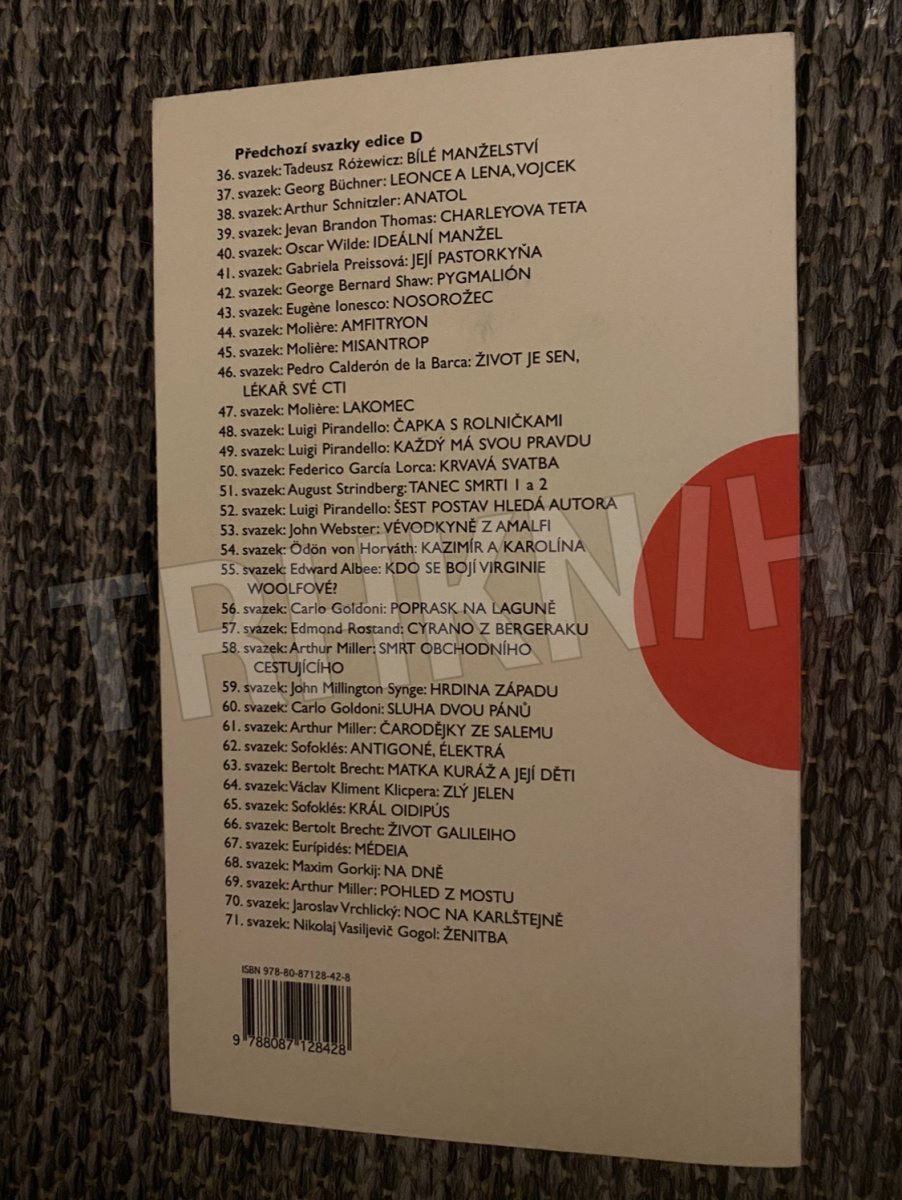 Předchozí svazky edice D
36. svazek: Tadeusz Różewicz: BÍLÉ MANŽELSTVÍ
37. svazek: Georg Büchner: LEONCE A LENA, VOJCEK
38. svazek: Arthur Schnitzler: ANATOL
39. svazek: Jevan Brandon Thomas: CHARLEYOVA TETA
40. svazek: Oscar Wilde: IDEÁLNÍ MANŽEL
41. svazek: Gabriela Preissová: JEJÍ PASTORKYŇA
42. svazek: George Bernard Shaw: PYGMALIÓN
43. svazek: Eugène Ionesco: NOSOROŽEC
44. svazek: Molière: AMFITRYON
45. svazek: Molière: MISANTROP
46. svazek: Pedro Calderón de la Barca: ŽIVOT JE SEN,
LÉKAŘ SVÉ CTI
47. svazek: Molière: LAKOMEC
48. svazek: Luigi Pirandello: ČAPKA S ROLNIČKAMI
49. svazek: Luigi Pirandello: KAŽDÝ MÁ SVOU PRAVDU
50. svazek: Federico García Lorca: KRVAVÁ SVATBA
51. svazek: August Strindberg: TANEC SMRTI 1 a 2
52. svazek: Luigi Pirandello: ŠEST POSTAV HLEDÁ AUTORA
53. svazek: John Webster: VÉVODKYNĚ Z AMALFI
54. svazek: Ödön von Horváth: KAZIMÍR A KAROLÍNA
55. svazek: Edward Albee: KDO SE BOJÍ VIRGINIE
WOOLFOVÉ?
56. svazek: Carlo Goldoni: POPRASK NA LAGUNĚ
57. svazek: Edmond Rostand: CYRANO Z BERGERAKU
58. svazek: Arthur Miller: SMRT OBCHODNÍHO
CESTUJÍCÍHO
59. svazek: John Millington Synge: HRDINA ZÁPADU
60. svazek: Carlo Goldoni: SLUHA DVOU PÁNŮ
61. svazek: Arthur Miller: ČARODĚJKY ZE SALEMU
62. svazek: Sofoklés: ANTIGONÉ, ÉLEKTRÁ
63. svazek: Bertolt Brecht: MATKA KURÁŽ A JEJÍ DĚTI
64. svazek: Václav Kliment Klicpera: ZLÝ JELEN
65. svazek: Sofoklés: KRÁL OIDIPÚS
66. svazek: Bertolt Brecht: ŽIVOT GALILEIHO
67. svazek: Eurípidés: MÉDEIA
68. svazek: Maxim Gorkij: NA DNĚ
69. svazek: Arthur Miller: POHLED Z MOSTU
70. svazek: Jaroslav Vrchlický: NOC NA KARLŠTEJNĚ
71. svazek: Nikolaj Vasiljevič Gogol: ŽENITBA
ISBN 978-80-87128-42-8
9 788087 128428
TRHKNIH